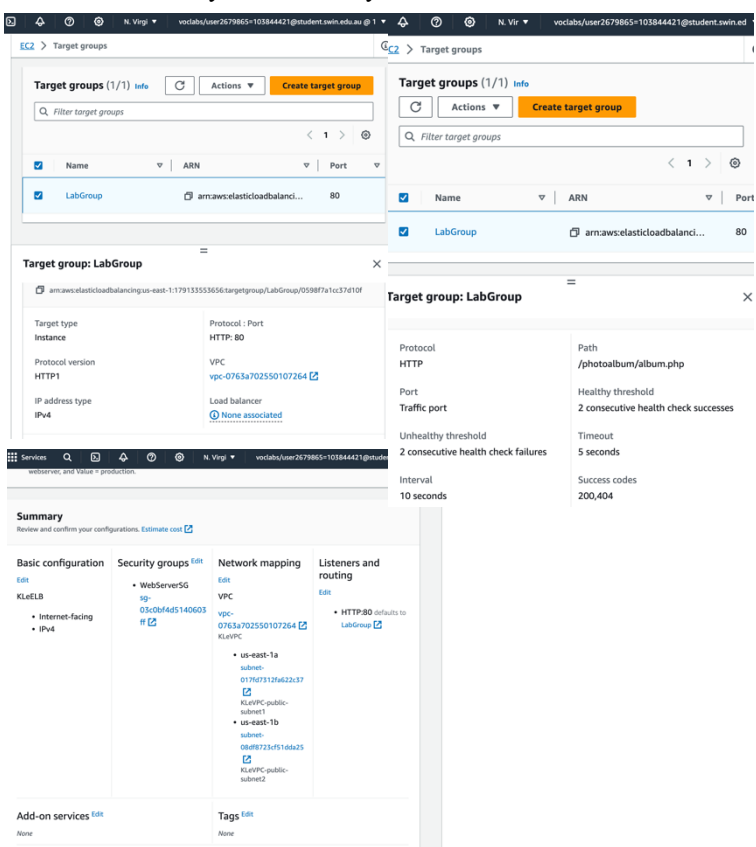 N. Virgi ▼ voclabs/user2679865=103844421@student.swin.edu.au @ 1 ▼
EC2 > Target groups
Target groups (1/1) Info
Actions ▼
Create target group
Filter target groups
< 1 >
Name
ARN
Port
LabGroup
arn:aws:elasticloadbalanci...
80
Target group: LabGroup
arn:aws:elasticloadbalancing:us-east-1:179133553656:targetgroup/LabGroup/0598f7a1cc37d10f
Target type
Instance
Protocol : Port
HTTP: 80
Protocol version
HTTP1
VPC
vpc-0763a702550107264
IP address type
IPv4
Load balancer
None associated
N. Vir ▼ voclabs/user2679865=103844421@student.swin.ed
> Target groups
Target groups (1/1) Info
Actions ▼
Create target group
Filter target groups
< 1 >
Name
ARN
Port
LabGroup
arn:aws:elasticloadbalanci...
80
Target group: LabGroup
Protocol
HTTP
Path
/photoalbum/album.php
Port
Traffic port
Healthy threshold
2 consecutive health check successes
Unhealthy threshold
2 consecutive health check failures
Timeout
5 seconds
Interval
10 seconds
Success codes
200,404
Services N. Virgi ▼ voclabs/user2679865=103844421@stude
webserver, and Value = production.
Summary
Review and confirm your configurations. Estimate cost
Basic configuration
Edit
KLeELB
• Internet-facing
• IPv4
Security groups Edit
• WebServerSG
sg-
03c0bf4d5140603
ff
Network mapping
Edit
VPC
vpc-
0763a702550107264
KLeVPC
• us-east-1a
subnet-
017fd7312fa622c37
KLeVPC-public-
subnet1
• us-east-1b
subnet-
08df8723cf51dda25
KLeVPC-public-
subnet2
Listeners and
routing
Edit
• HTTP:80 defaults to
LabGroup
Add-on services Edit
None
Tags Edit
None